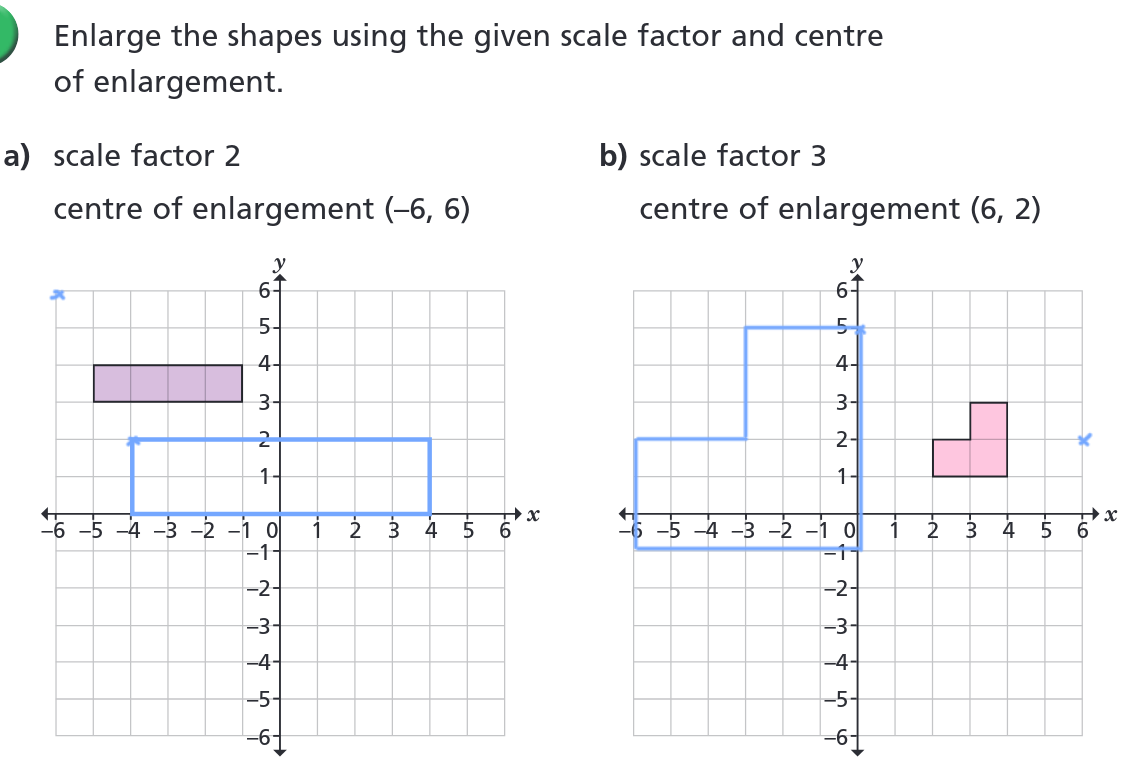 Enlarge the shapes using the given scale factor and centre
of enlargement.
a) scale factor 2
centre of enlargement (–6, 6)
b) scale factor 3
centre of enlargement (6, 2)
y
6
5
4
3
2
1
–6 –5 –4 –3 –2 –1 0 1 2 3 4 5 6 x
–1
–2
–3
–4
–5
–6
y
6
5
4
3
2
1
–6 –5 –4 –3 –2 –1 0 1 2 3 4 5 6 x
–1
–2
–3
–4
–5
–6